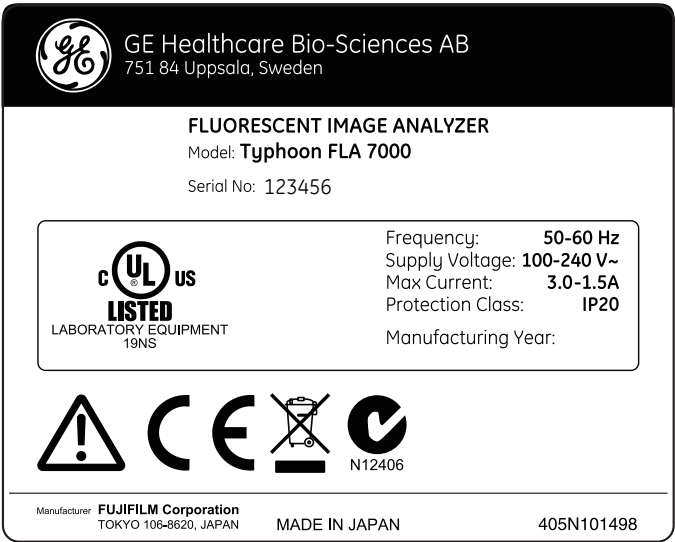 GE
GE Healthcare Bio-Sciences AB
751 84 Uppsala, Sweden
FLUORESCENT IMAGE ANALYZER
Model: Typhoon FLA 7000
Serial No: 123456
C UL ® US
LISTED
LABORATORY EQUIPMENT
19NS
Frequency: 50-60 Hz
Supply Voltage: 100-240 V~
Max Current: 3.0-1.5A
Protection Class: IP20
Manufacturing Year:
CE
N12406
Manufacturer FUJIFILM Corporation
TOKYO 106-8620, JAPAN
MADE IN JAPAN
405N101498